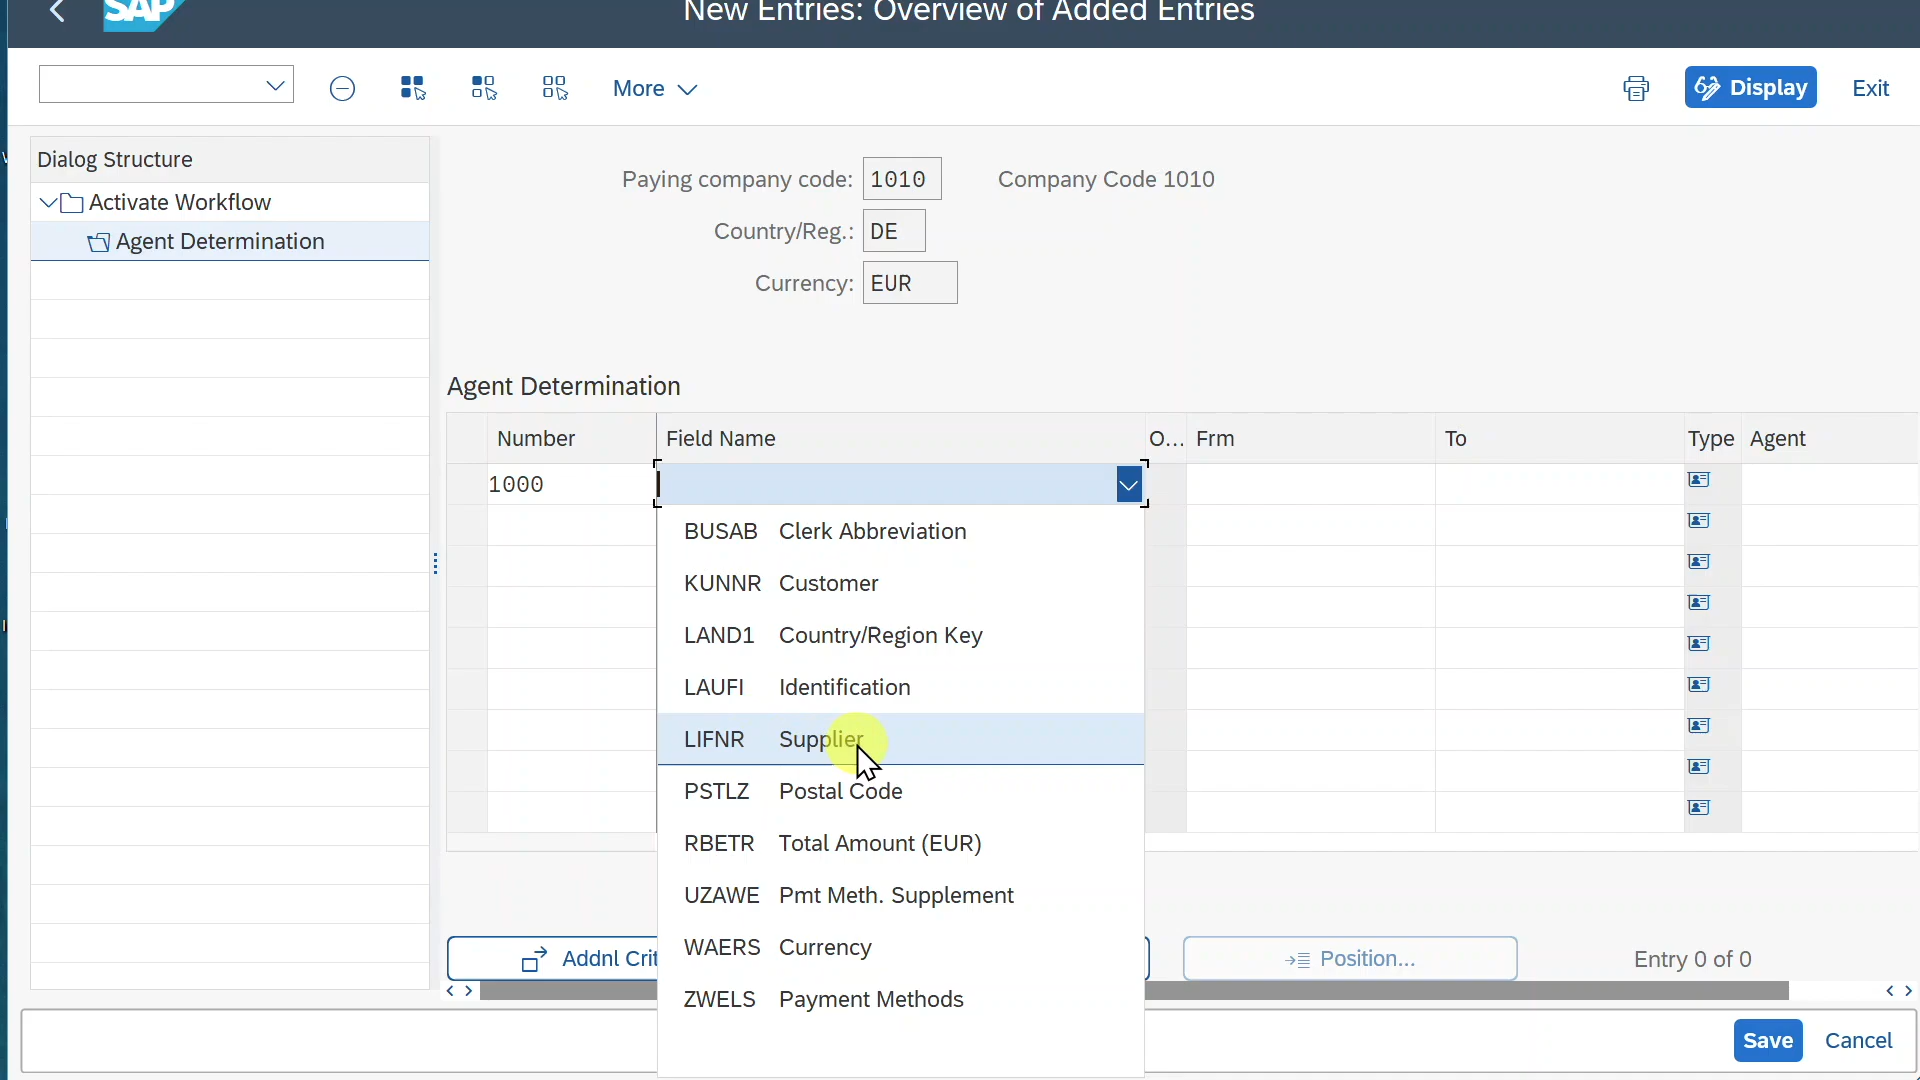 SAP
New Entries: Overview of Added Entries
More
Display
Exit
Dialog Structure
Activate Workflow
Agent Determination
Paying company code: 1010 Company Code 1010
Country/Reg.: DE
Currency: EUR
Agent Determination
Number Field Name O... Frm To Type Agent
1000
BUSAB Clerk Abbreviation
KUNNR Customer
LAND1 Country/Region Key
LAUFI Identification
LIFNR Supplier
PSTLZ Postal Code
RBETR Total Amount (EUR)
UZAWE Pmt Meth. Supplement
WAERS Currency
ZWELS Payment Methods
Addnl Crit
Position...
Entry 0 of 0
Save
Cancel